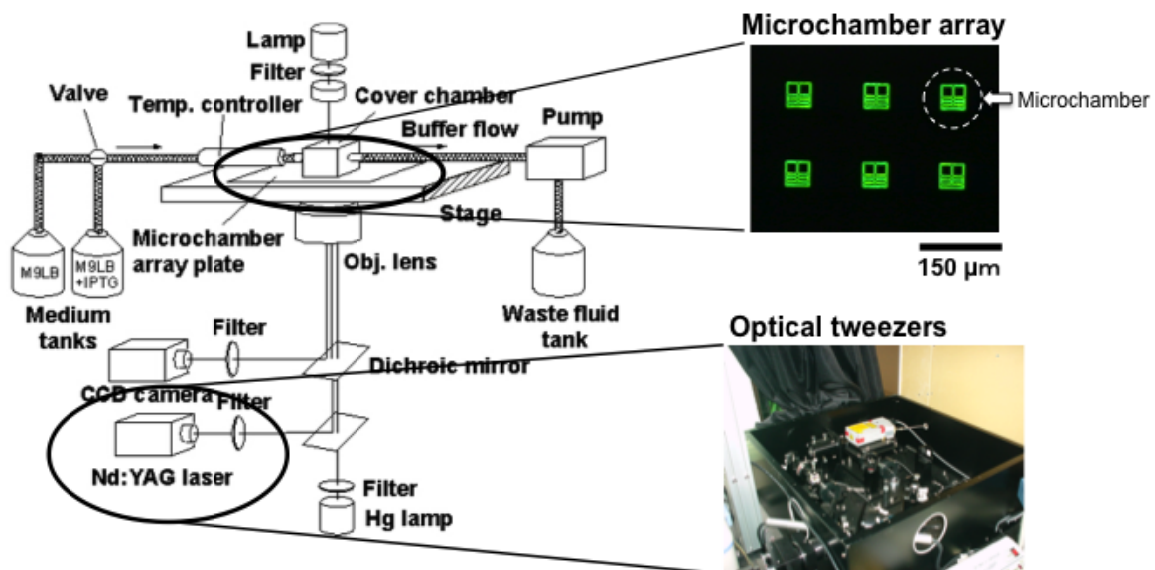 Microchamber array
Lamp
Filter
Valve
Temp. controller
Cover chamber
Buffer flow
Pump
Microchamber
Stage
Microchamber
array plate
Obj. lens
M9LB
M9LB
+IPTG
150 μm
Medium
tanks
Waste fluid
tank
Filter
Optical tweezers
Dichroic mirror
CCD camera
Filter
Nd:YAG laser
Filter
Hg lamp